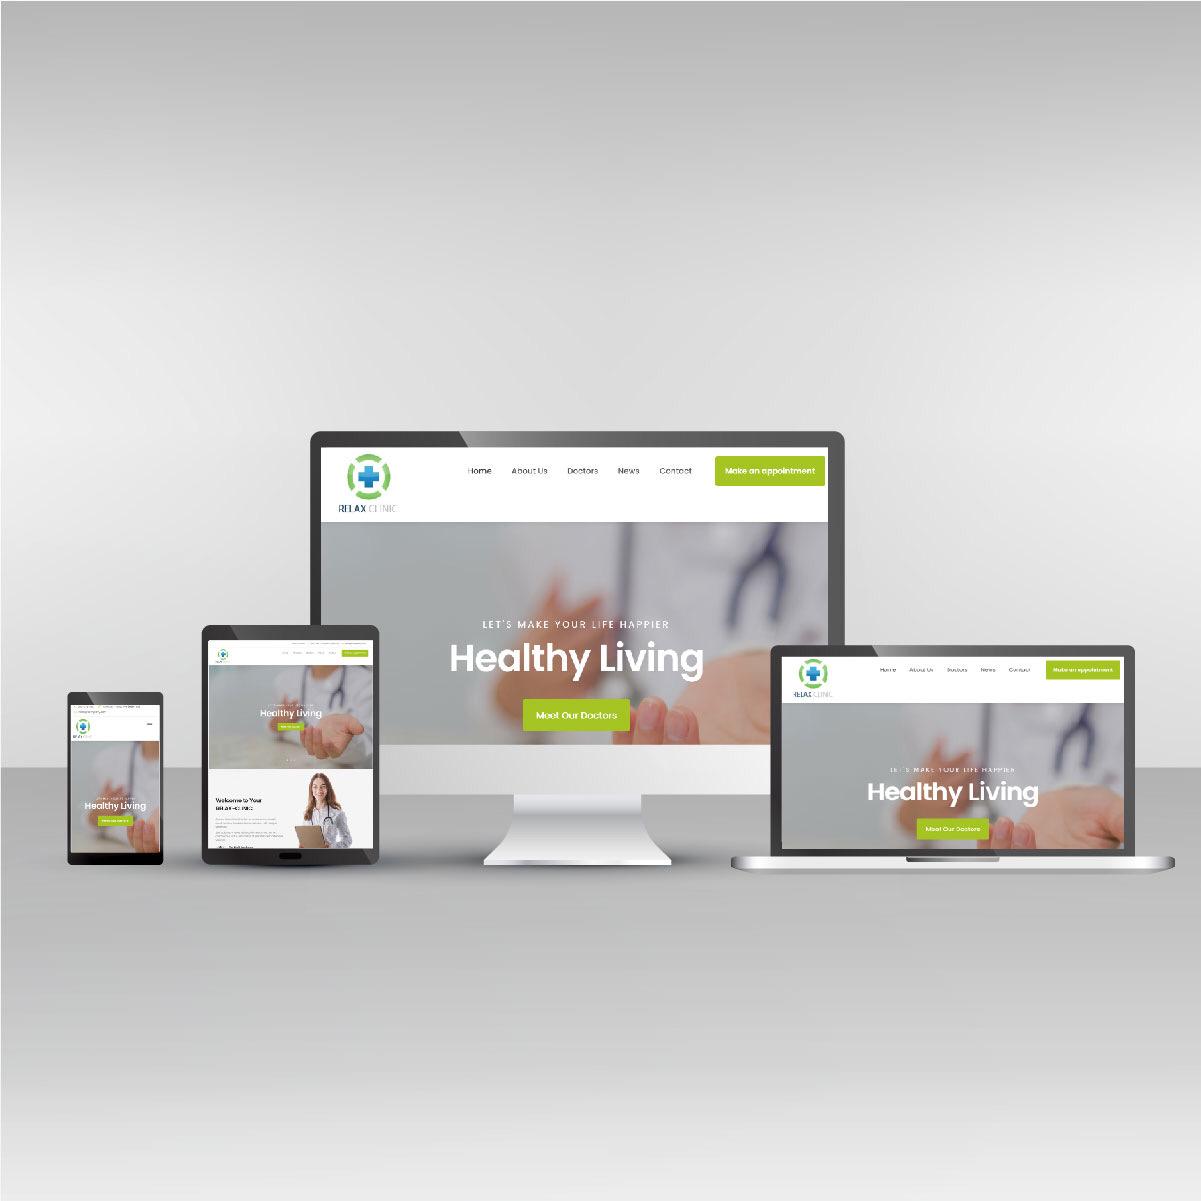 RELAX CLINIC
Home About Us Doctors News Contact Make an appointment
LET'S MAKE YOUR LIFE HAPPIER
Healthy Living
Meet Our Doctors
Healthy Living
Healthy Living
Welcome to Your
RELAX-CLINIC
RELAX CLINIC
Home About Us Doctors News Contact Make an appointment
LET'S MAKE YOUR LIFE HAPPIER
Healthy Living
Meet Our Doctors